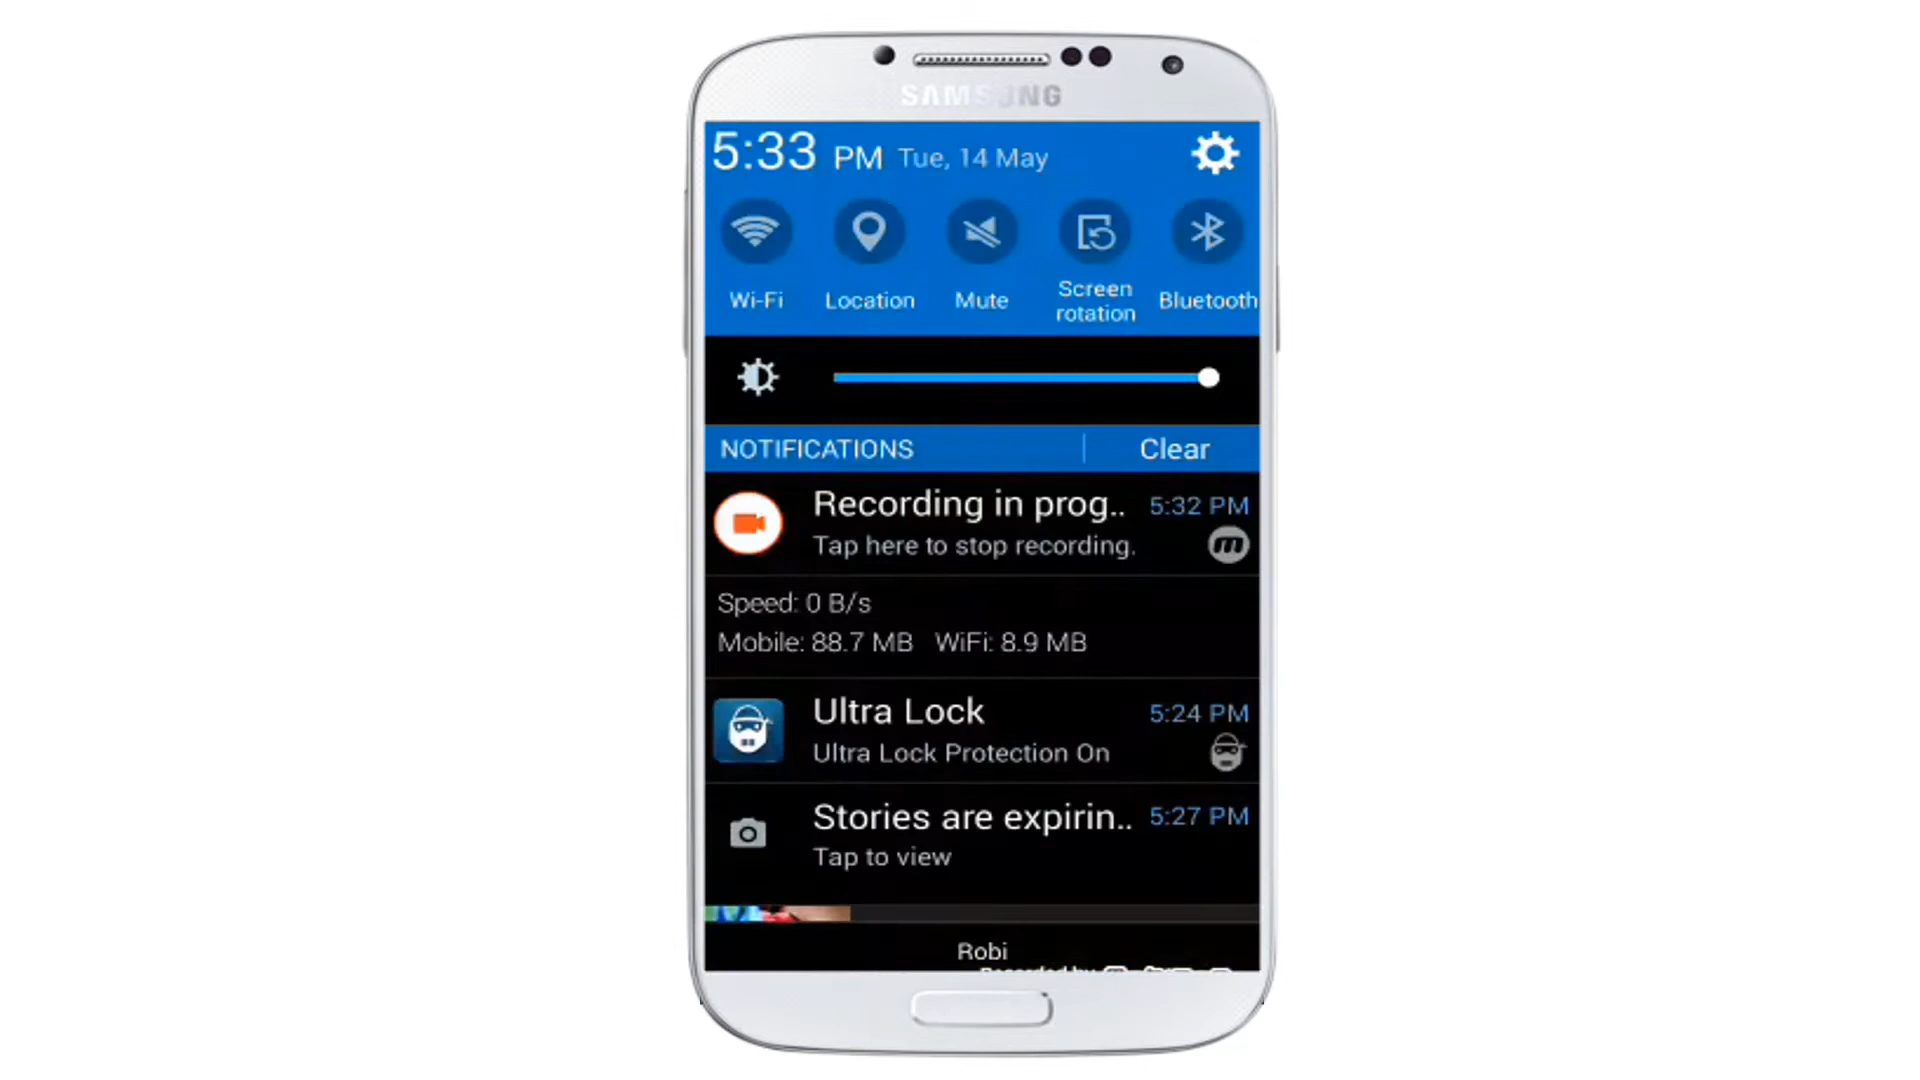 SAMSUNG
5:33 PM Tue, 14 May
Wi-Fi Location Mute Screen rotation Bluetooth
NOTIFICATIONS Clear
Recording in prog.. 5:32 PM
Tap here to stop recording.
Speed: 0 B/s
Mobile: 88.7 MB WiFi: 8.9 MB
Ultra Lock 5:24 PM
Ultra Lock Protection On
Stories are expirin.. 5:27 PM
Tap to view
Robi